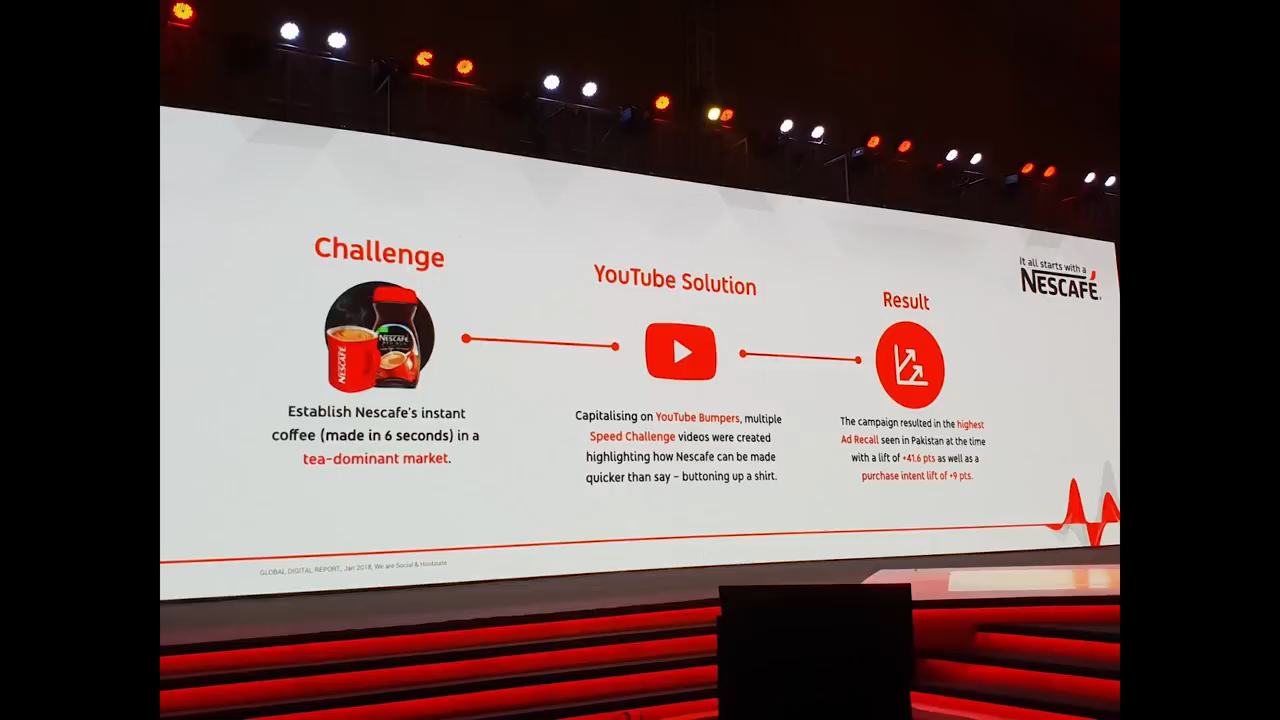 Challenge
NESCAFÉ
NESCAFÉ
Establish Nescafe's instant
coffee (made in 6 seconds) in a
tea-dominant market.
YouTube Solution
Capitalising on YouTube Bumpers, multiple
Speed Challenge videos were created
highlighting how Nescafe can be made
quicker than say – buttoning up a shirt.
Result
The campaign resulted in the highest
Ad Recall seen in Pakistan at the time
with a lift of +41.6 pts as well as a
purchase intent lift of +9 pts.
It all starts with a
NESCAFÉ.
GLOBAL DIGITAL REPORT, Jan 2018, We are Social & Hootsuite